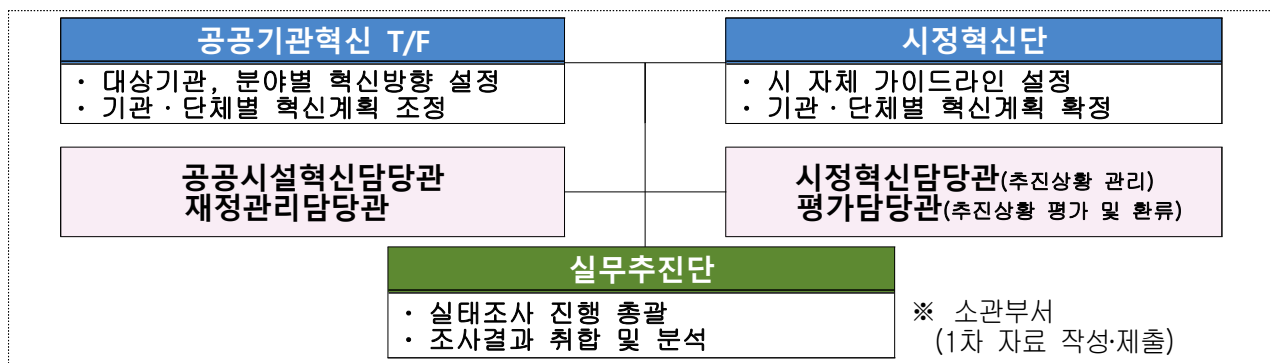 공공기관혁신 T/F
· 대상기관, 분야별 혁신방향 설정
· 기관·단체별 혁신계획 조정
시정혁신단
· 시 자체 가이드라인 설정
· 기관·단체별 혁신계획 확정
공공시설혁신담당관
재정관리담당관
시정혁신담당관(추진상황 관리)
평가담당관(추진상황 평가 및 환류)
실무추진단
· 실태조사 진행 총괄
· 조사결과 취합 및 분석
※ 소관부서
(1차 자료 작성·제출)